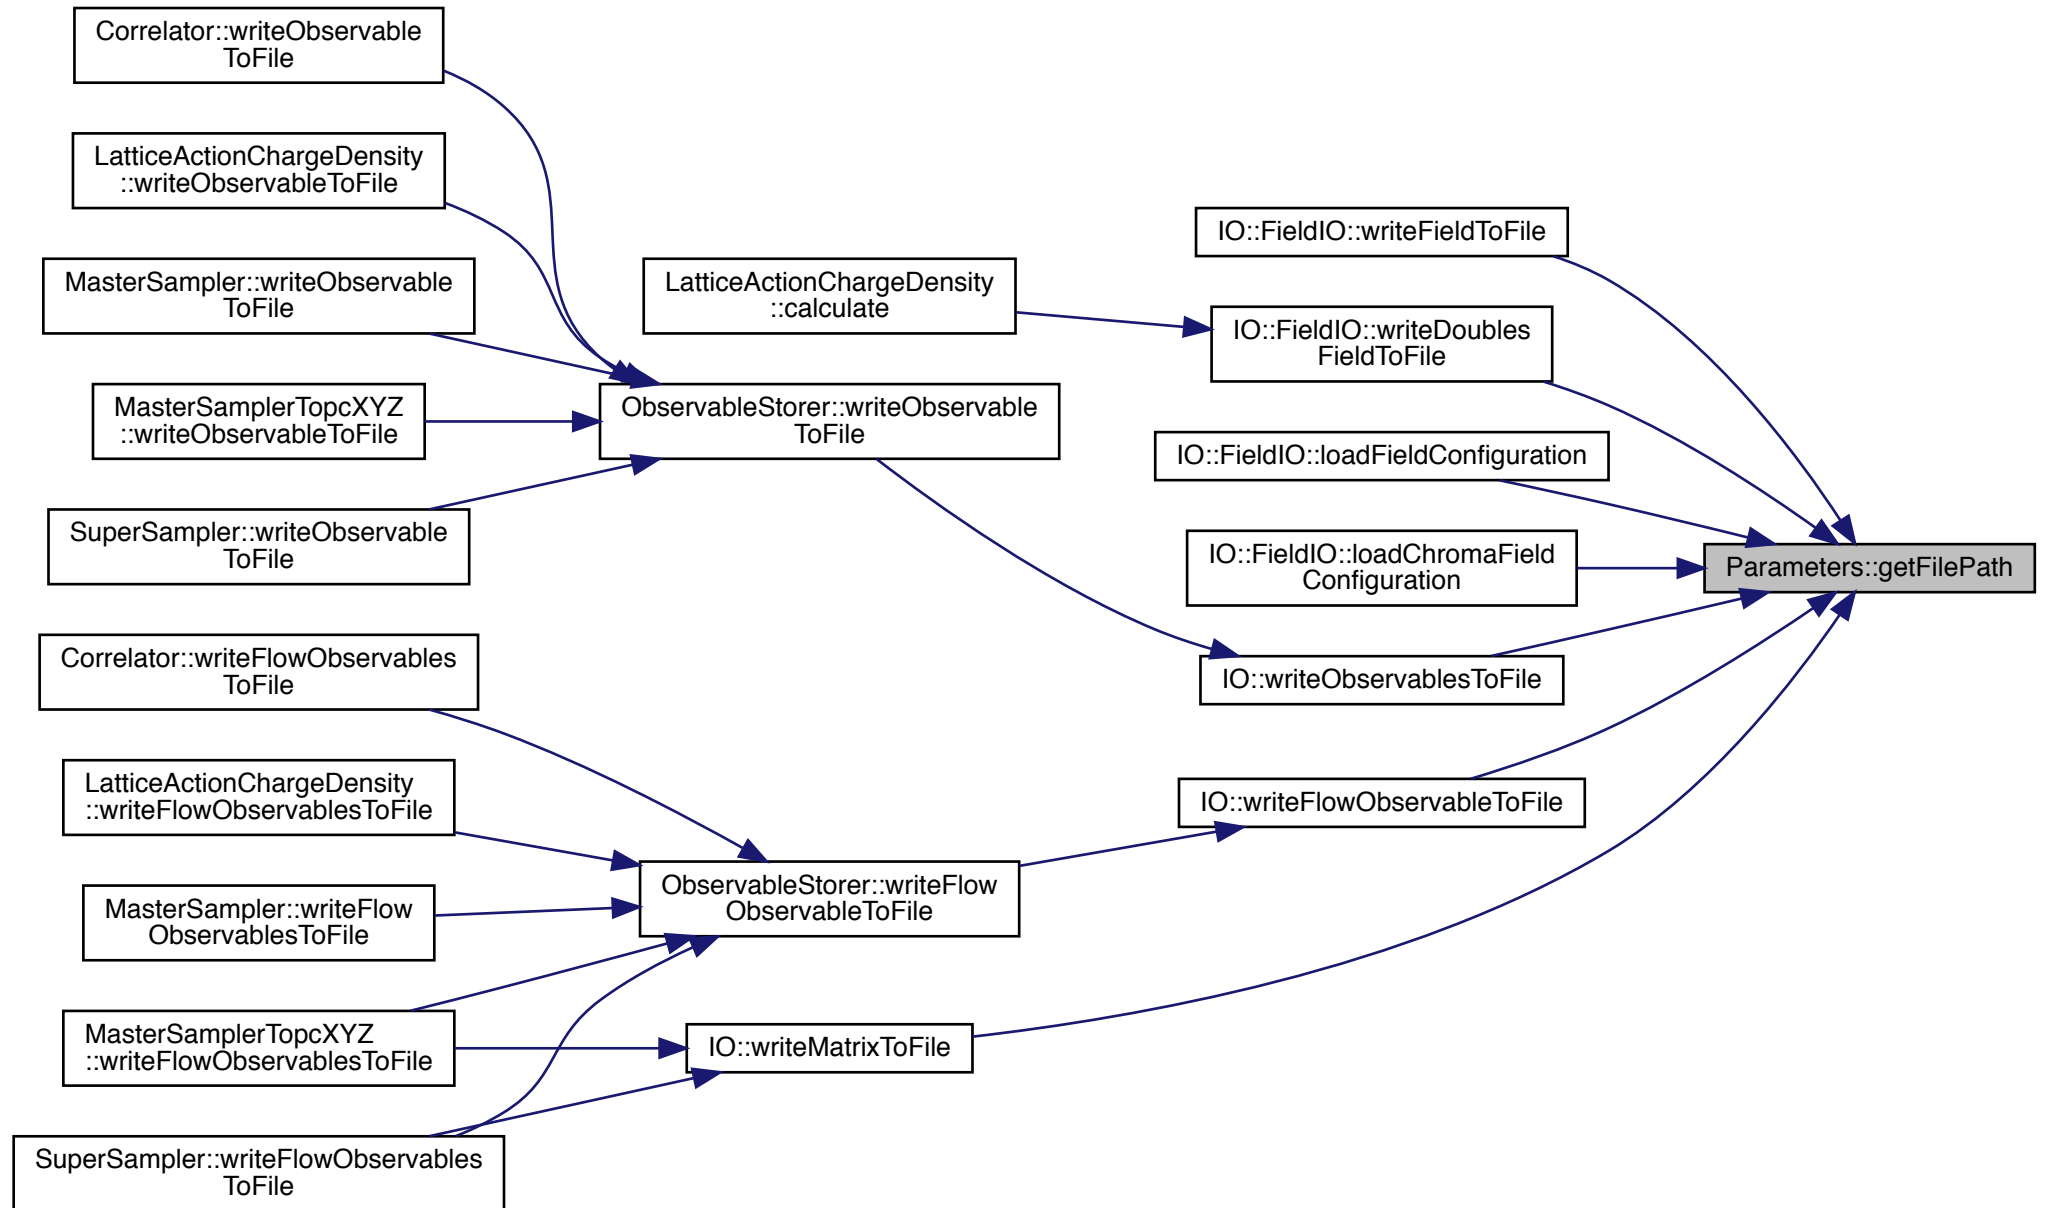 Correlator::writeObservable
ToFile
LatticeActionChargeDensity
::writeObservableToFile
MasterSampler::writeObservable
ToFile
MasterSamplerTopcXYZ
::writeObservableToFile
SuperSampler::writeObservable
ToFile
Correlator::writeFlowObservables
ToFile
LatticeActionChargeDensity
::writeFlowObservablesToFile
MasterSampler::writeFlow
ObservablesToFile
MasterSamplerTopcXYZ
::writeFlowObservablesToFile
SuperSampler::writeFlowObservables
ToFile
LatticeActionChargeDensity
::calculate
ObservableStorer::writeObservable
ToFile
ObservableStorer::writeFlow
ObservableToFile
IO::writeMatrixToFile
IO::FieldIO::writeFieldToFile
IO::FieldIO::writeDoubles
FieldToFile
IO::FieldIO::loadFieldConfiguration
IO::FieldIO::loadChromaField
Configuration
IO::writeObservablesToFile
IO::writeFlowObservableToFile
Parameters::getFilePath